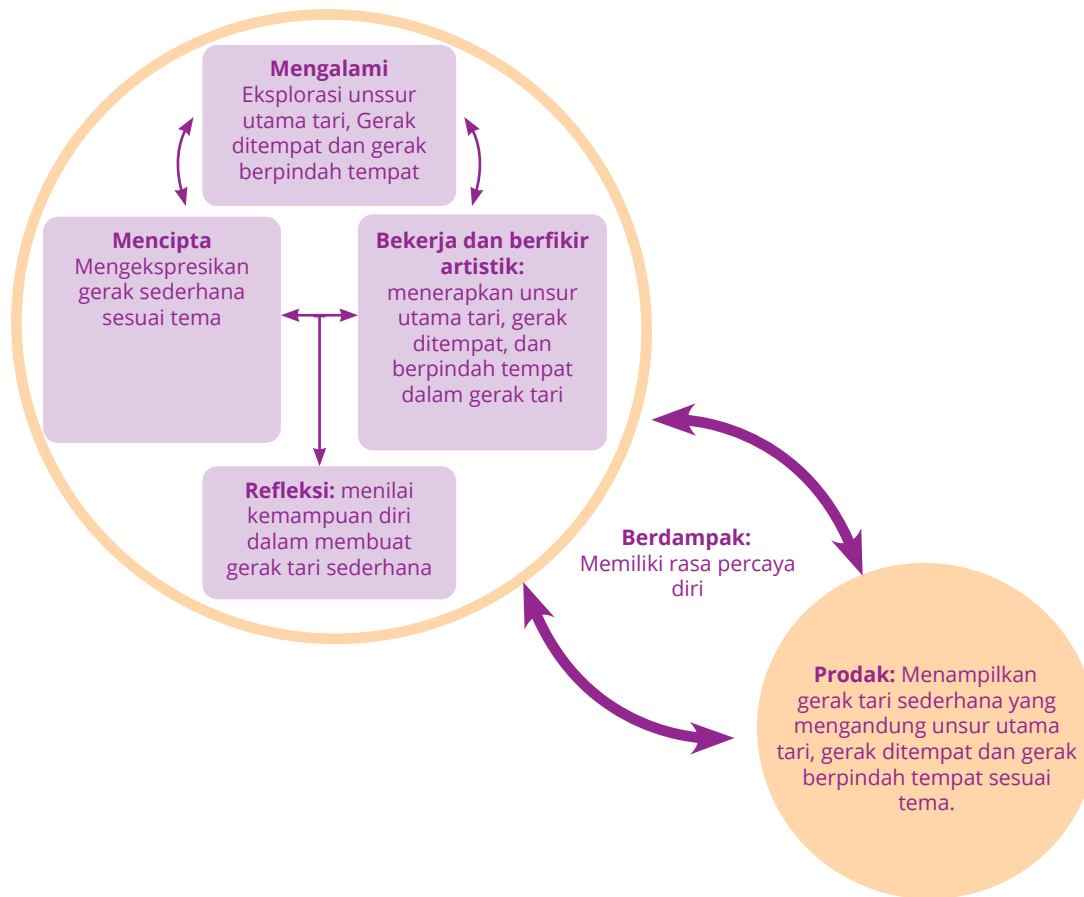 Mengalami
Eksplorasi unssur
utama tari, Gerak
ditempat dan gerak
berpindah tempat
Mencipta
Mengekspresikan
gerak sederhana
sesuai tema
Bekerja dan berfikir
artistik:
menerapkan unsur
utama tari, gerak
ditempat, dan
berpindah tempat
dalam gerak tari
Refleksi: menilai
kemampuan diri
dalam membuat
gerak tari sederhana
Berdampak:
Memiliki rasa percaya
diri
Prodak: Menampilkan
gerak tari sederhana yang
mengandung unsur utama
tari, gerak ditempat dan gerak
berpindah tempat sesuai
tema.